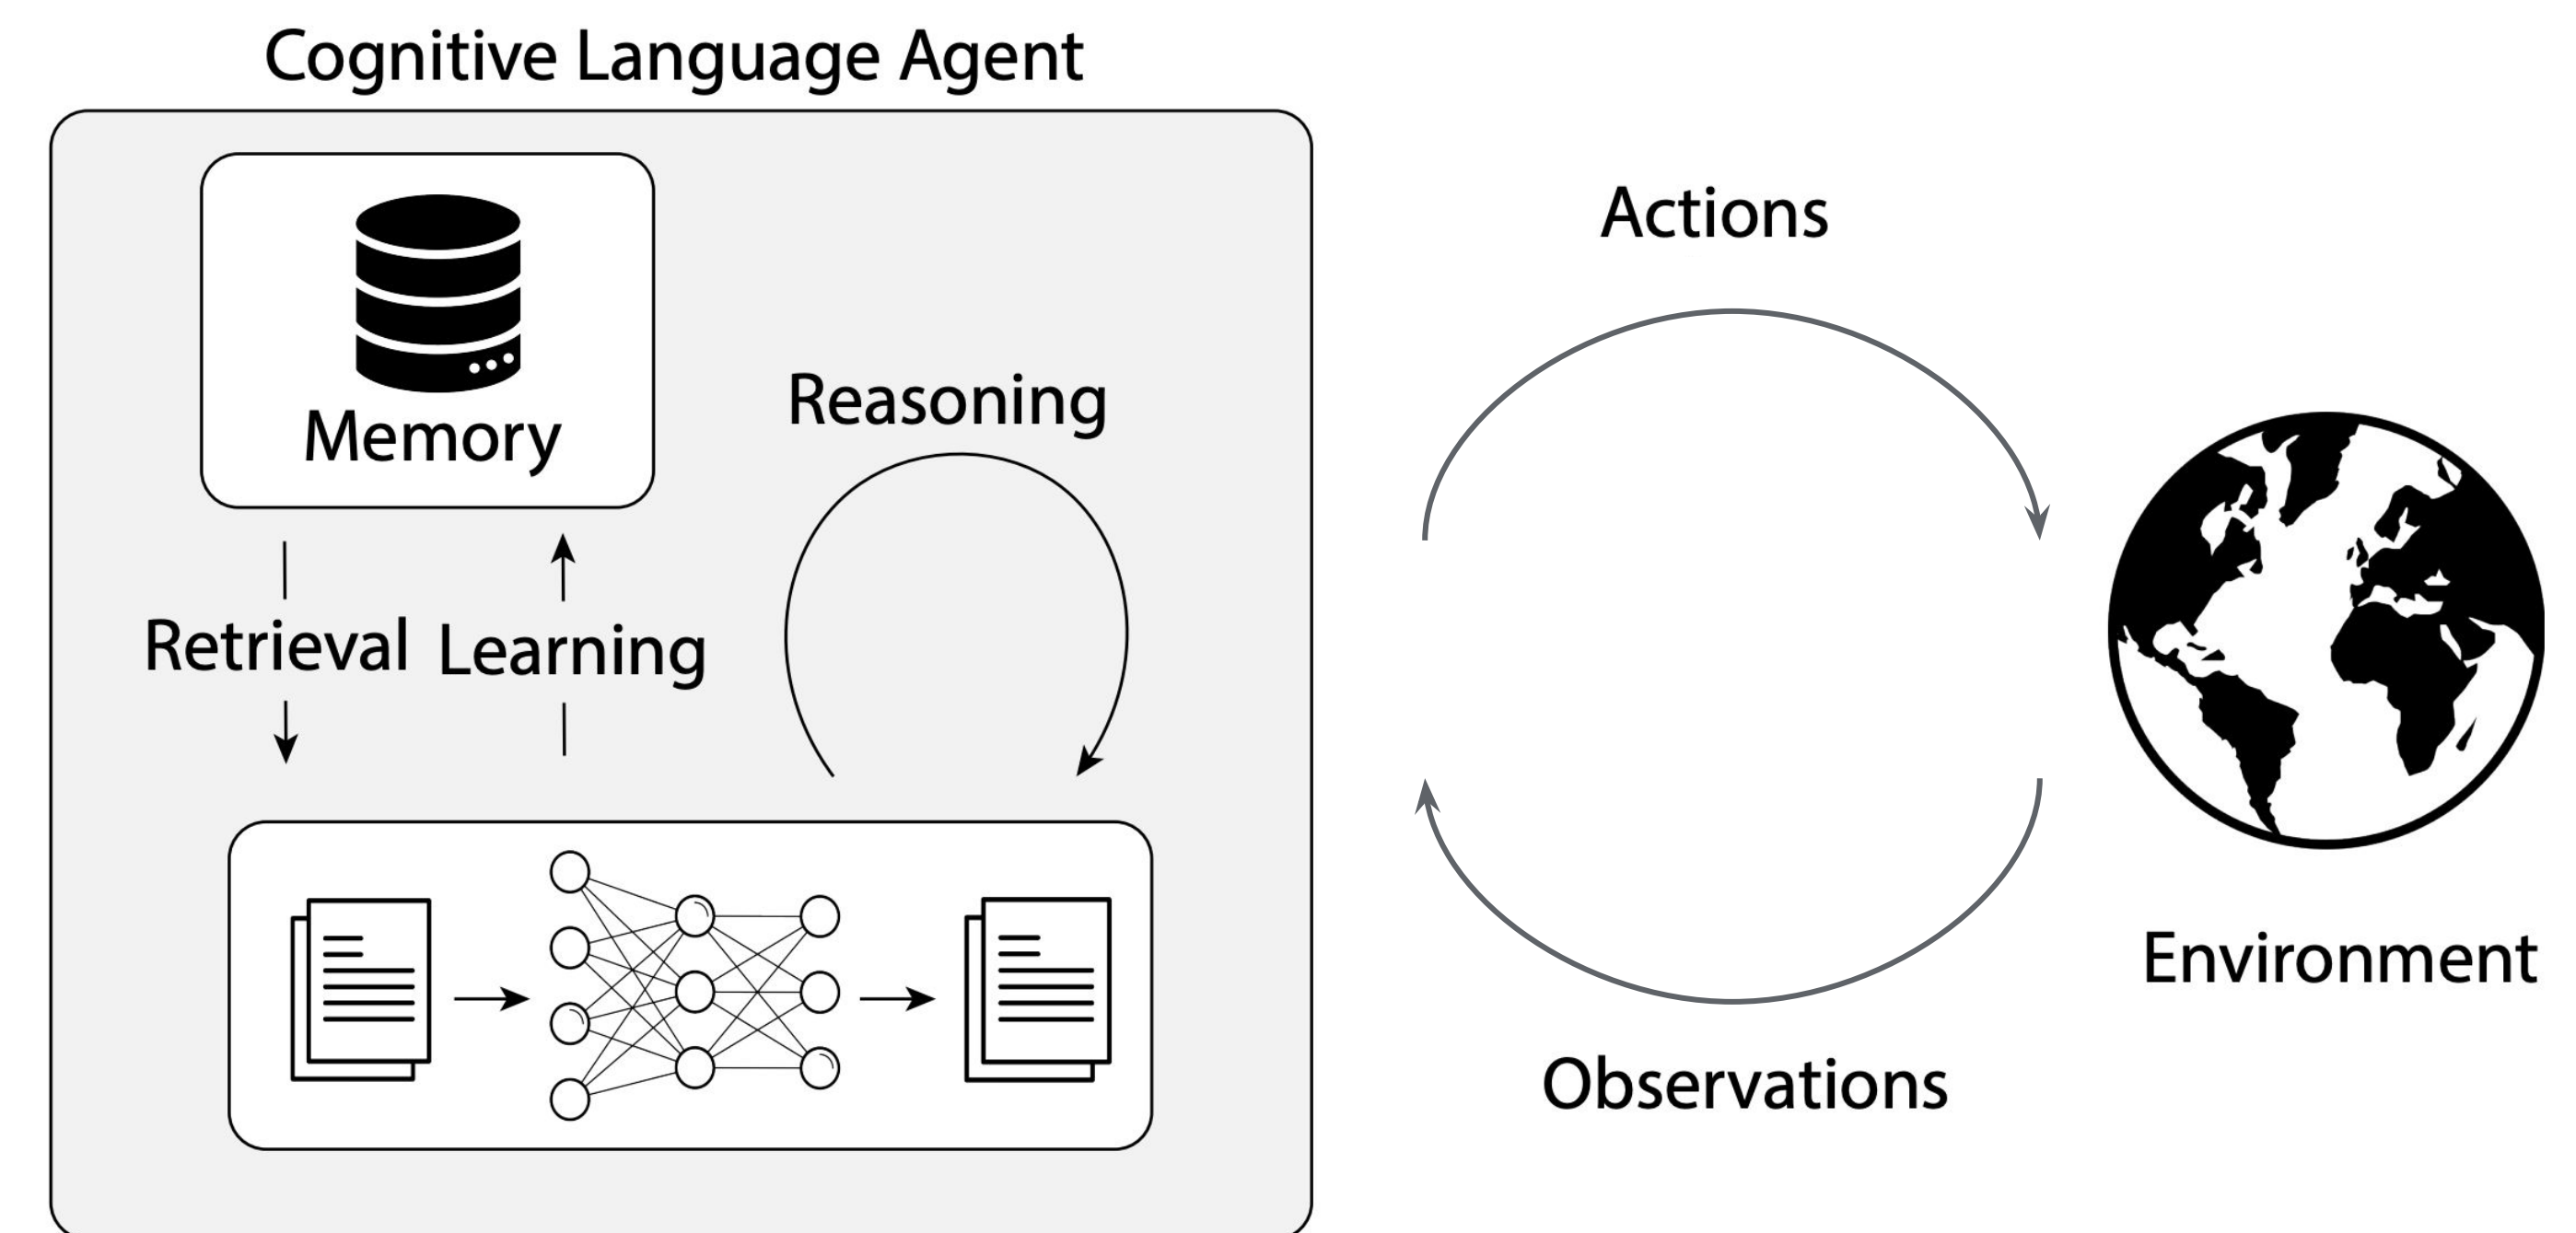 Cognitive Language Agent
Memory
Retrieval
Learning
Reasoning
Actions
Observations
Environment